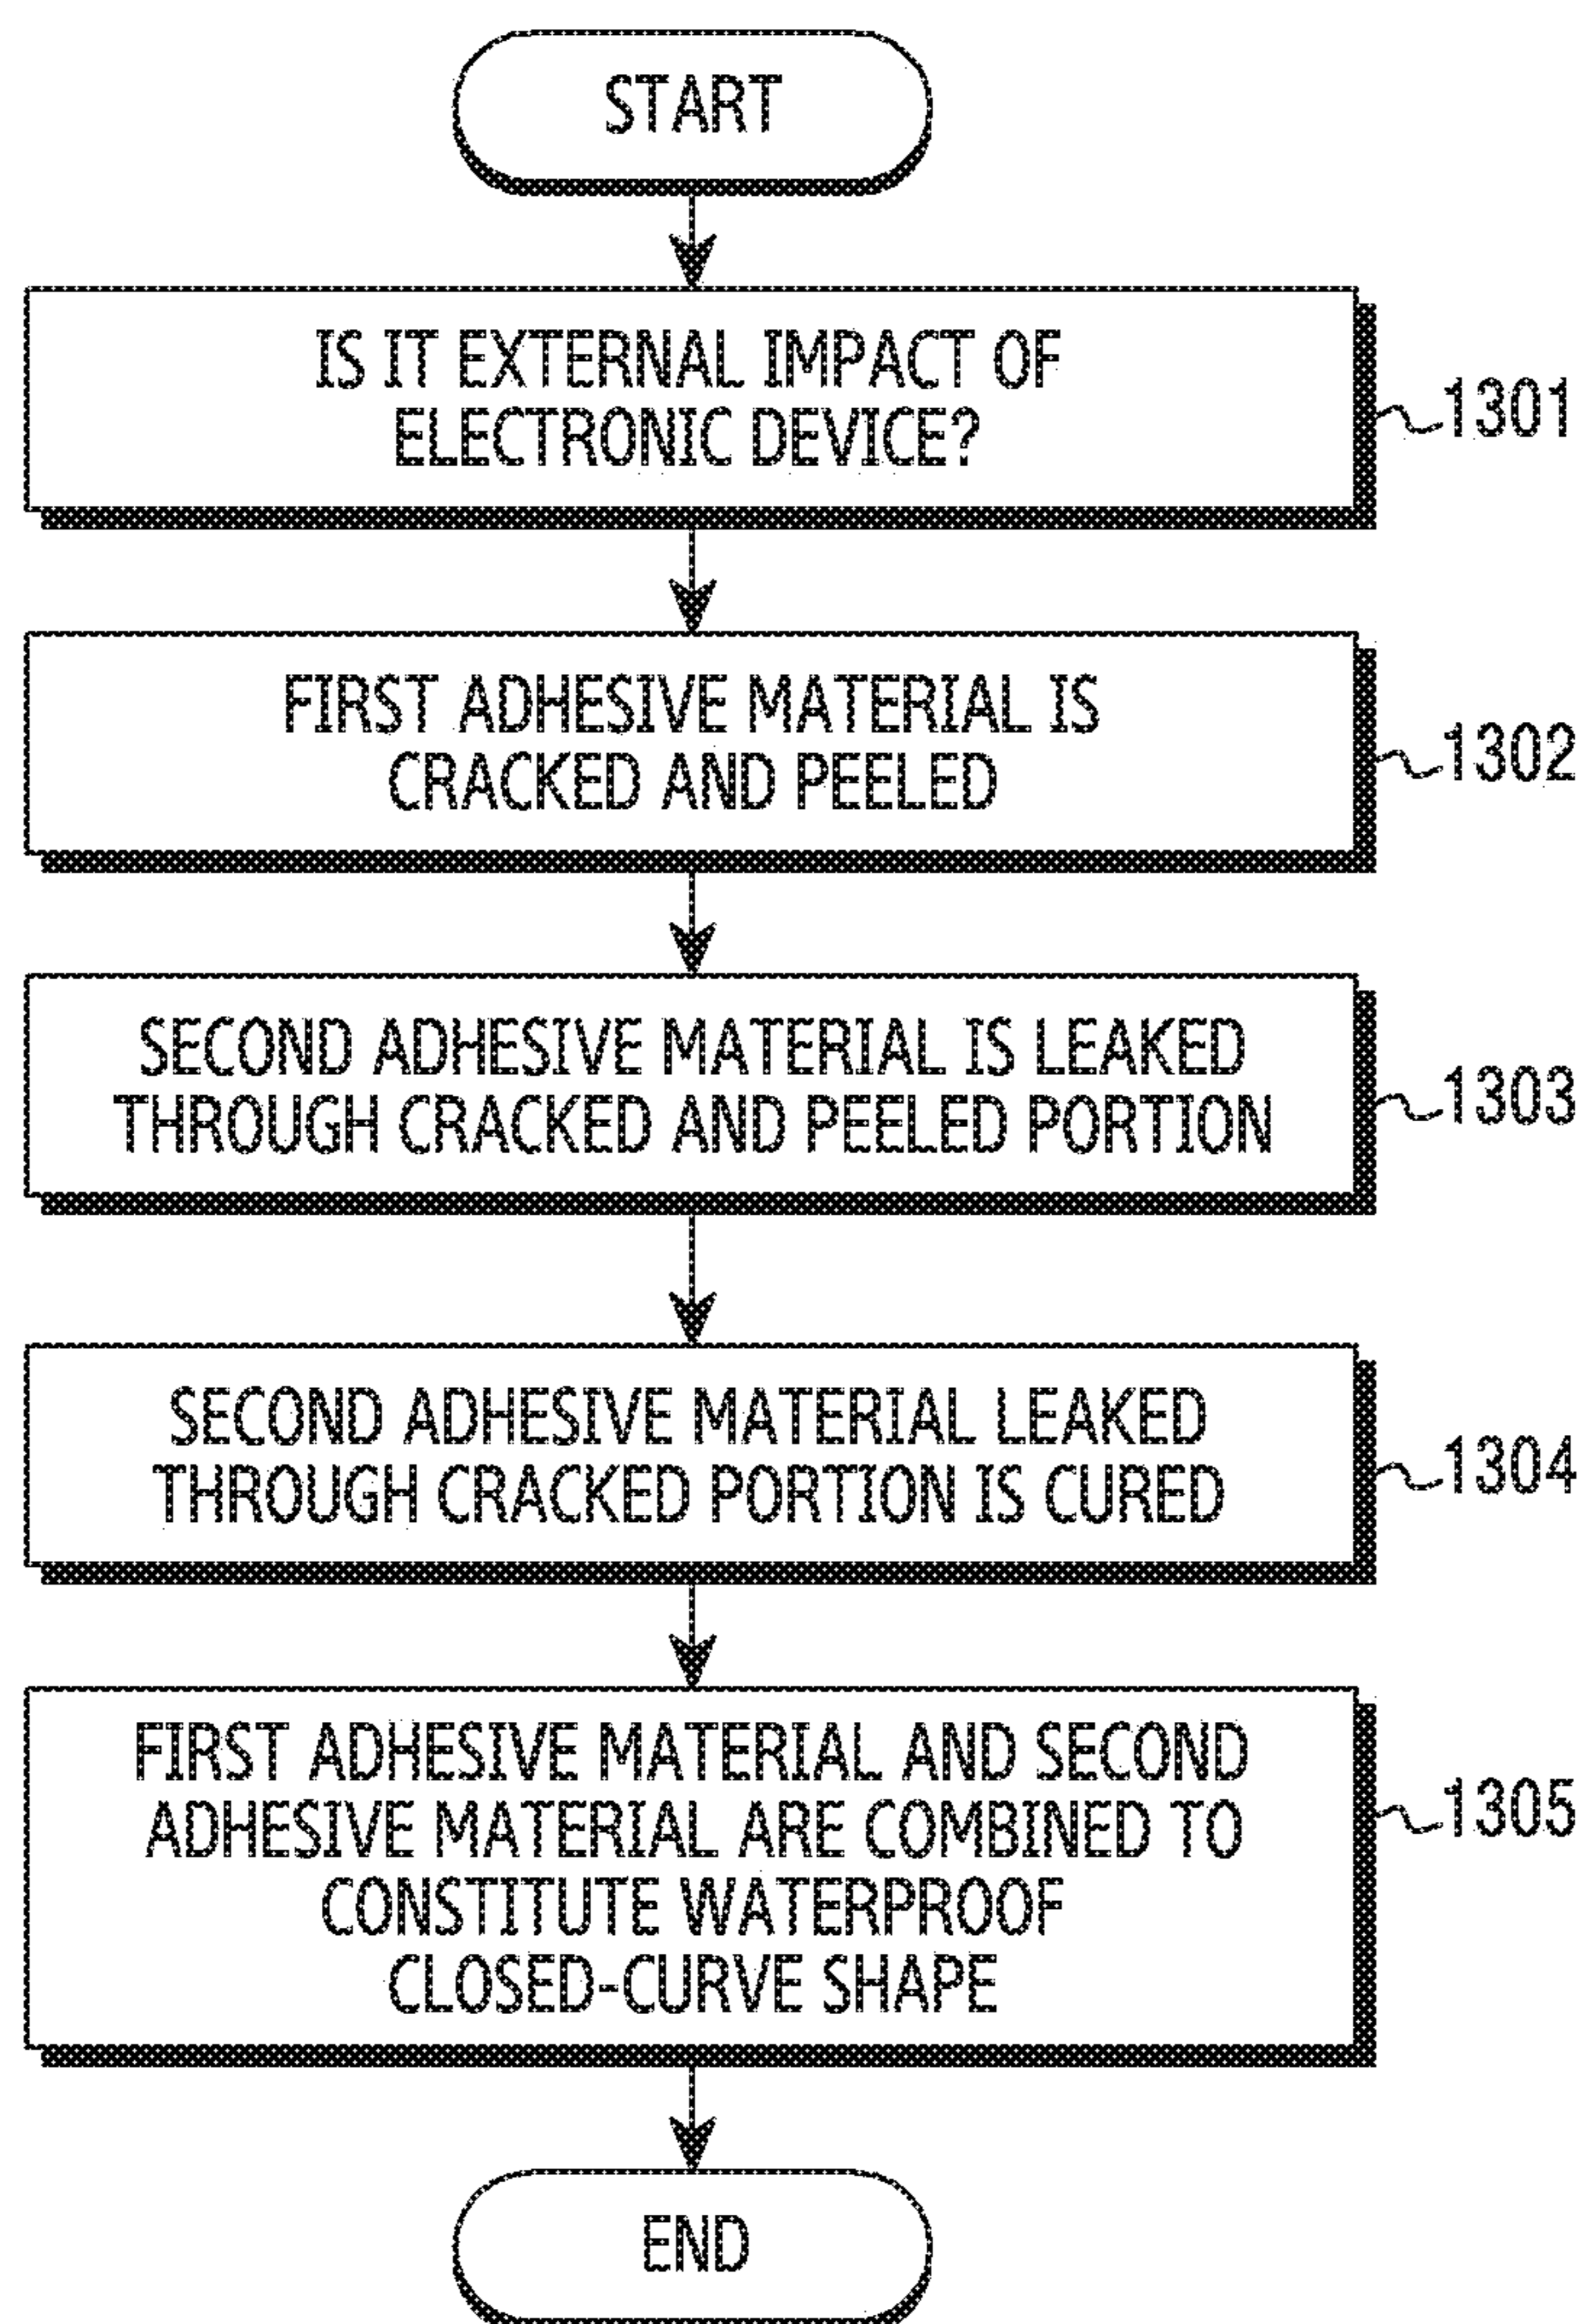 START
IS IT EXTERNAL IMPACT OF
ELECTRONIC DEVICE?
1301
FIRST ADHESIVE MATERIAL IS
CRACKED AND PEELED
1302
SECOND ADHESIVE MATERIAL IS LEAKED
THROUGH CRACKED AND PEELED PORTION
1303
SECOND ADHESIVE MATERIAL LEAKED
THROUGH CRACKED PORTION IS CURED
1304
FIRST ADHESIVE MATERIAL AND SECOND
ADHESIVE MATERIAL ARE COMBINED TO
CONSTITUTE WATERPROOF
CLOSED-CURVE SHAPE
1305
END